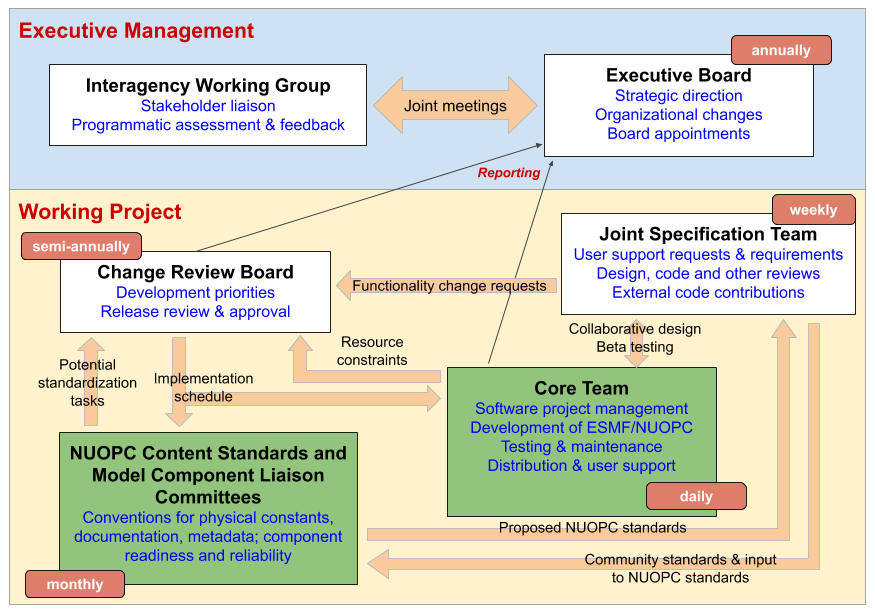 Executive Management
annually
Interagency Working Group
Stakeholder liaison
Programmatic assessment & feedback
Joint meetings
Executive Board
Strategic direction
Organizational changes
Board appointments
Reporting
Working Project
weekly
semi-annually
Joint Specification Team
User support requests & requirements
Design, code and other reviews
External code contributions
Change Review Board
Development priorities
Release review & approval
Functionality change requests
Collaborative design
Beta testing
Resource
constraints
Potential
standardization
tasks
Implementation
schedule
Core Team
Software project management
Development of ESMF/NUOPC
Testing & maintenance
Distribution & user support
daily
NUOPC Content Standards and
Model Component Liaison
Committees
Conventions for physical constants,
documentation, metadata; component
readiness and reliability
monthly
Proposed NUOPC standards
Community standards & input
to NUOPC standards